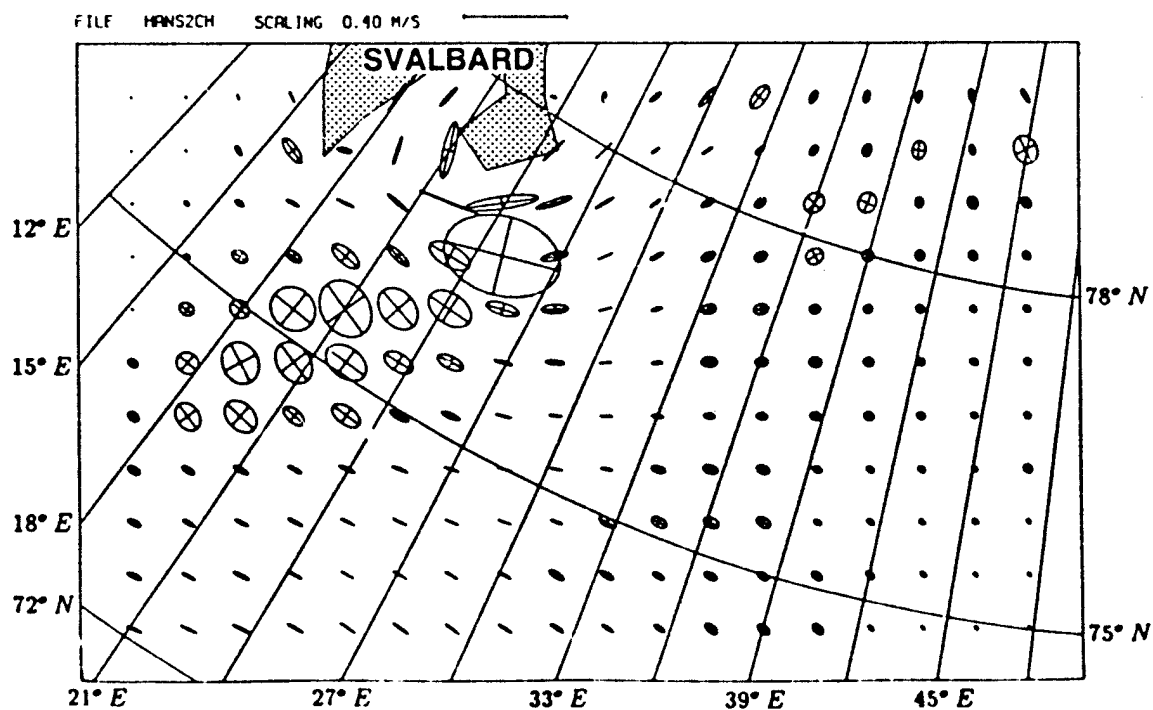 FILE HANS2CH SCALING 0.40 M/S
SVALBARD
12° E
78° N
15° E
18° E
72° N
75° N
21° E 27° E 33° E 39° E 45° E